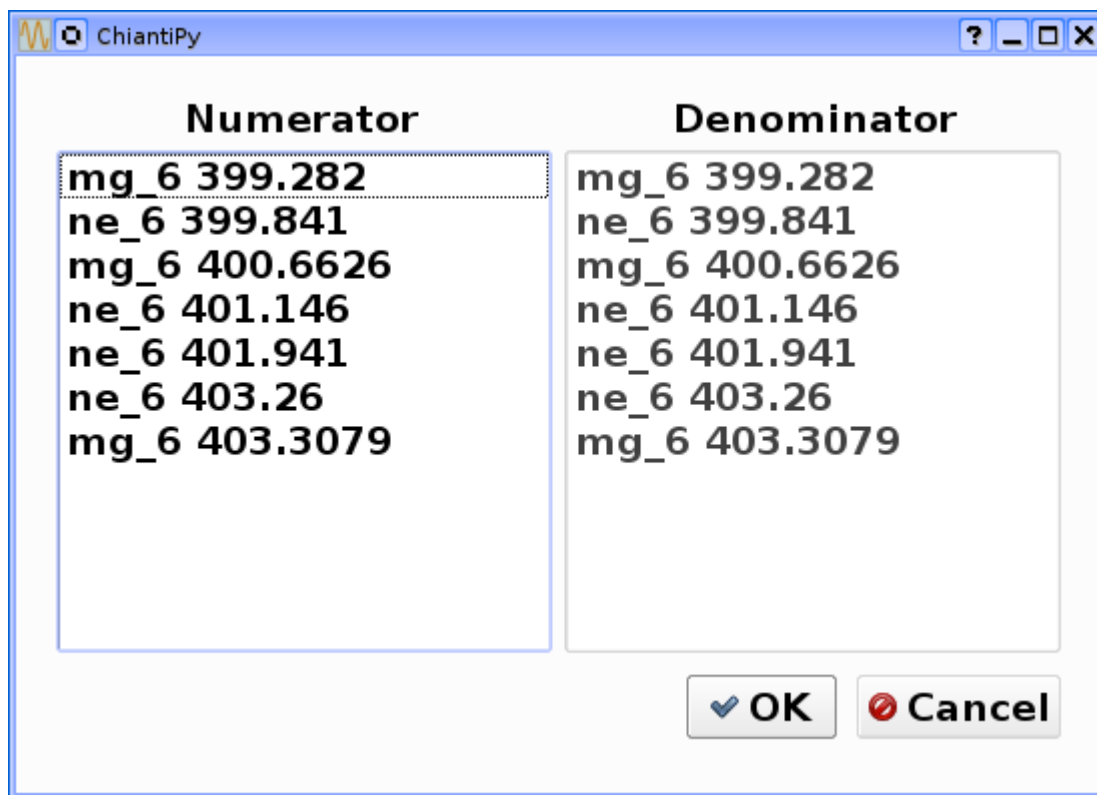 ChiantiPy
Numerator
Denominator
mg_6 399.282
ne_6 399.841
mg_6 400.6626
ne_6 401.146
ne_6 401.941
ne_6 403.26
mg_6 403.3079
mg_6 399.282
ne_6 399.841
mg_6 400.6626
ne_6 401.146
ne_6 401.941
ne_6 403.26
mg_6 403.3079
OK
Cancel